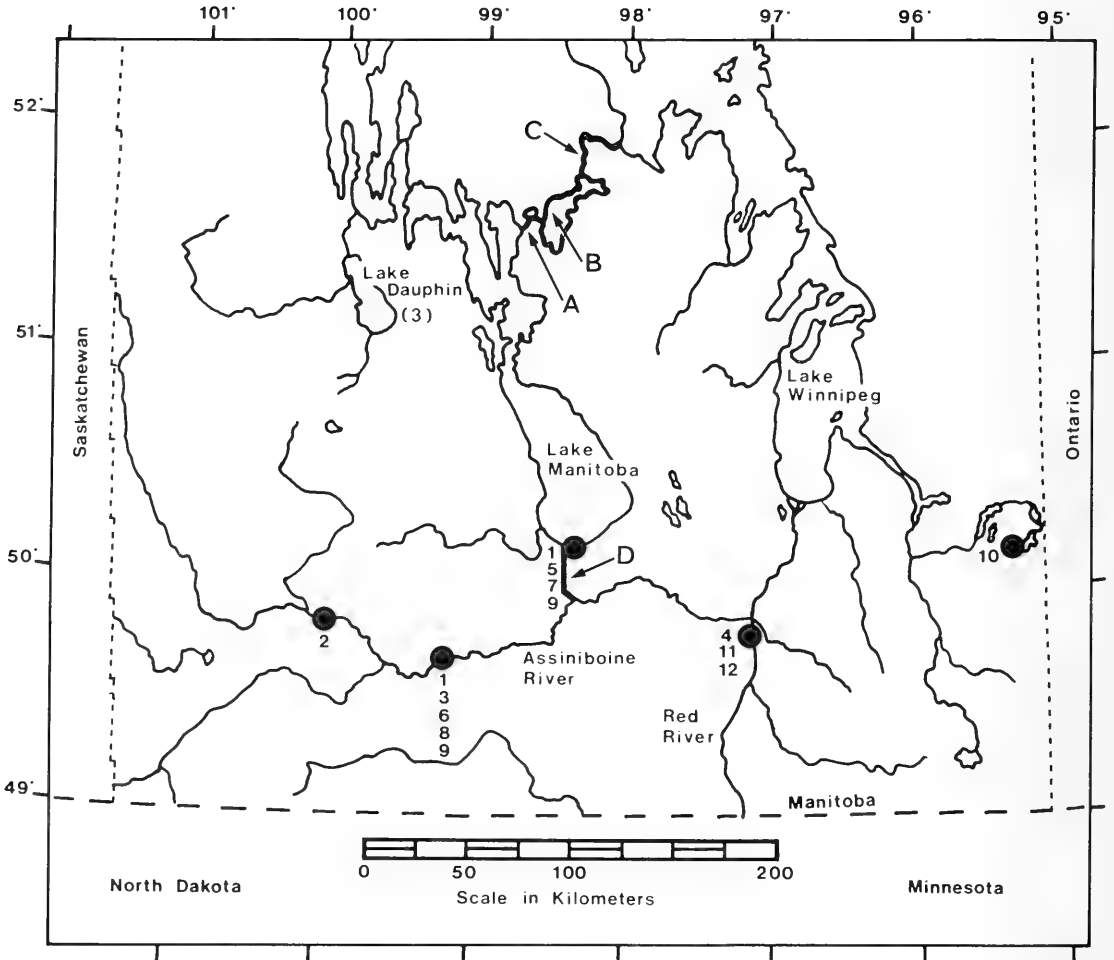 101°
100°
99°
98°
97°
96°
95°
52°
C
B
A
Lake
Dauphin
(3)
51°
Saskatchewan
Lake
Winnipeg
Ontario
Lake
Manitoba
50°
1
5
7
9
D
10
2
4
11
12
1
3
6
8
9
Assiniboine
River
Red
River
49°
Manitoba
0
50
100
200
Scale in Kilometers
North Dakota
Minnesota